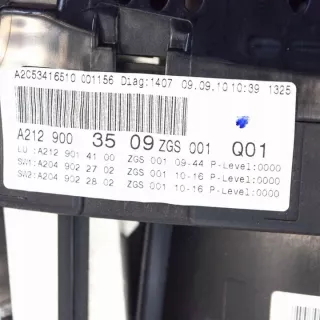 A2C53416510 001156 Diag:1407 09.09.10 10:39 1325
A212 900 35 09 ZGS 001 Q01
LU :A212 901 41 00 ZGS 001 09-44 P-Level:0000
SW1:A204 902 27 02 ZGS 001 10-16 P-Level:0000
SW2:A204 902 28 02 ZGS 001 10-16 P-Level:0000